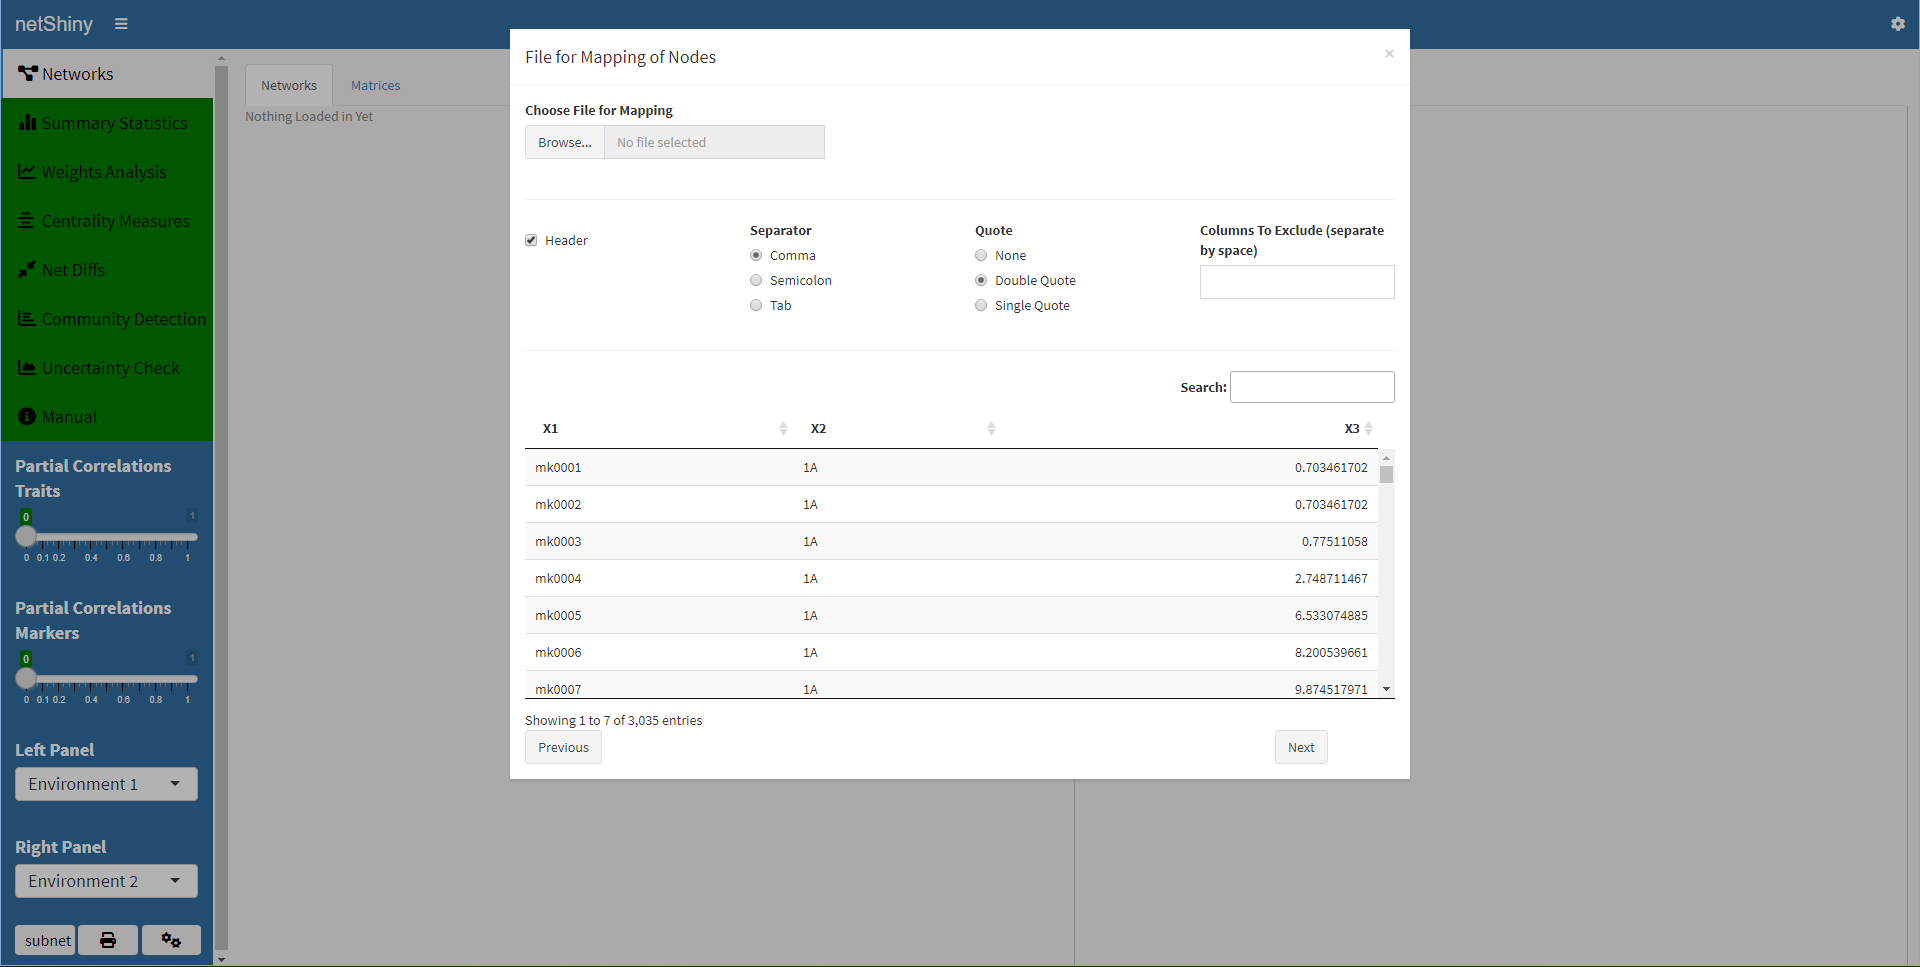 netShiny
Networks
Summary Statistics
Weights Analysis
Centrality Measures
Net Diffs
Community Detection
Uncertainty Check
Manual
Partial Correlations
Traits
0 1
0 0.1 0.2 0.4 0.6 0.8 1
Partial Correlations
Markers
0 1
0 0.1 0.2 0.4 0.6 0.8 1
Left Panel
Environment 1
Right Panel
Environment 2
subnet
Networks Matrices
Nothing Loaded in Yet
File for Mapping of Nodes ×
Choose File for Mapping
Browse... No file selected
Header
Separator
Comma
Semicolon
Tab
Quote
None
Double Quote
Single Quote
Columns To Exclude (separate
by space)
Search:
X1 X2 X3
mk0001 1A 0.703461702
mk0002 1A 0.703461702
mk0003 1A 0.77511058
mk0004 1A 2.748711467
mk0005 1A 6.533074885
mk0006 1A 8.200539661
mk0007 1A 9.874517971
Showing 1 to 7 of 3,035 entries
Previous Next